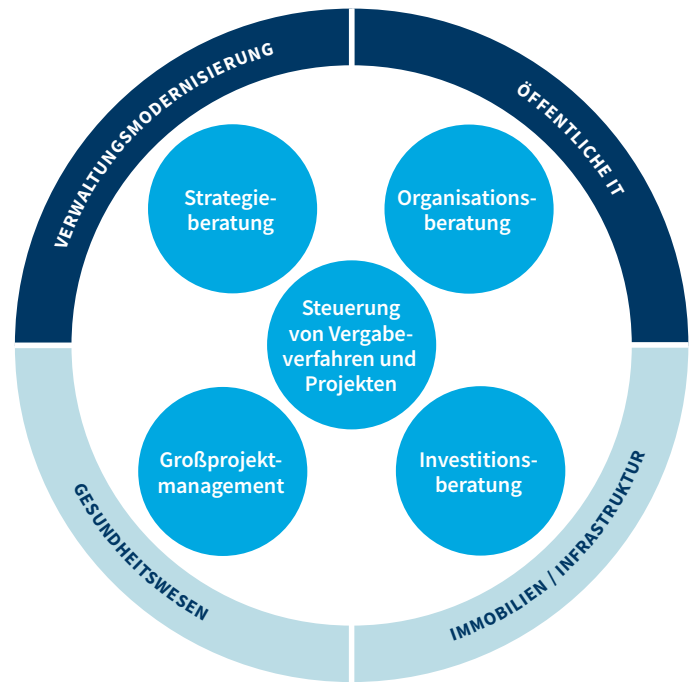 VERWALTUNGSMODERNISIERUNG
ÖFFENTLICHE IT
Strategie-
beratung
Organisations-
beratung
Steuerung
von Vergabe-
verfahren und
Projekten
Großprojekt-
management
Investitions-
beratung
GESUNDHEITSWESEN
IMMOBILIEN / INFRASTRUKTUR